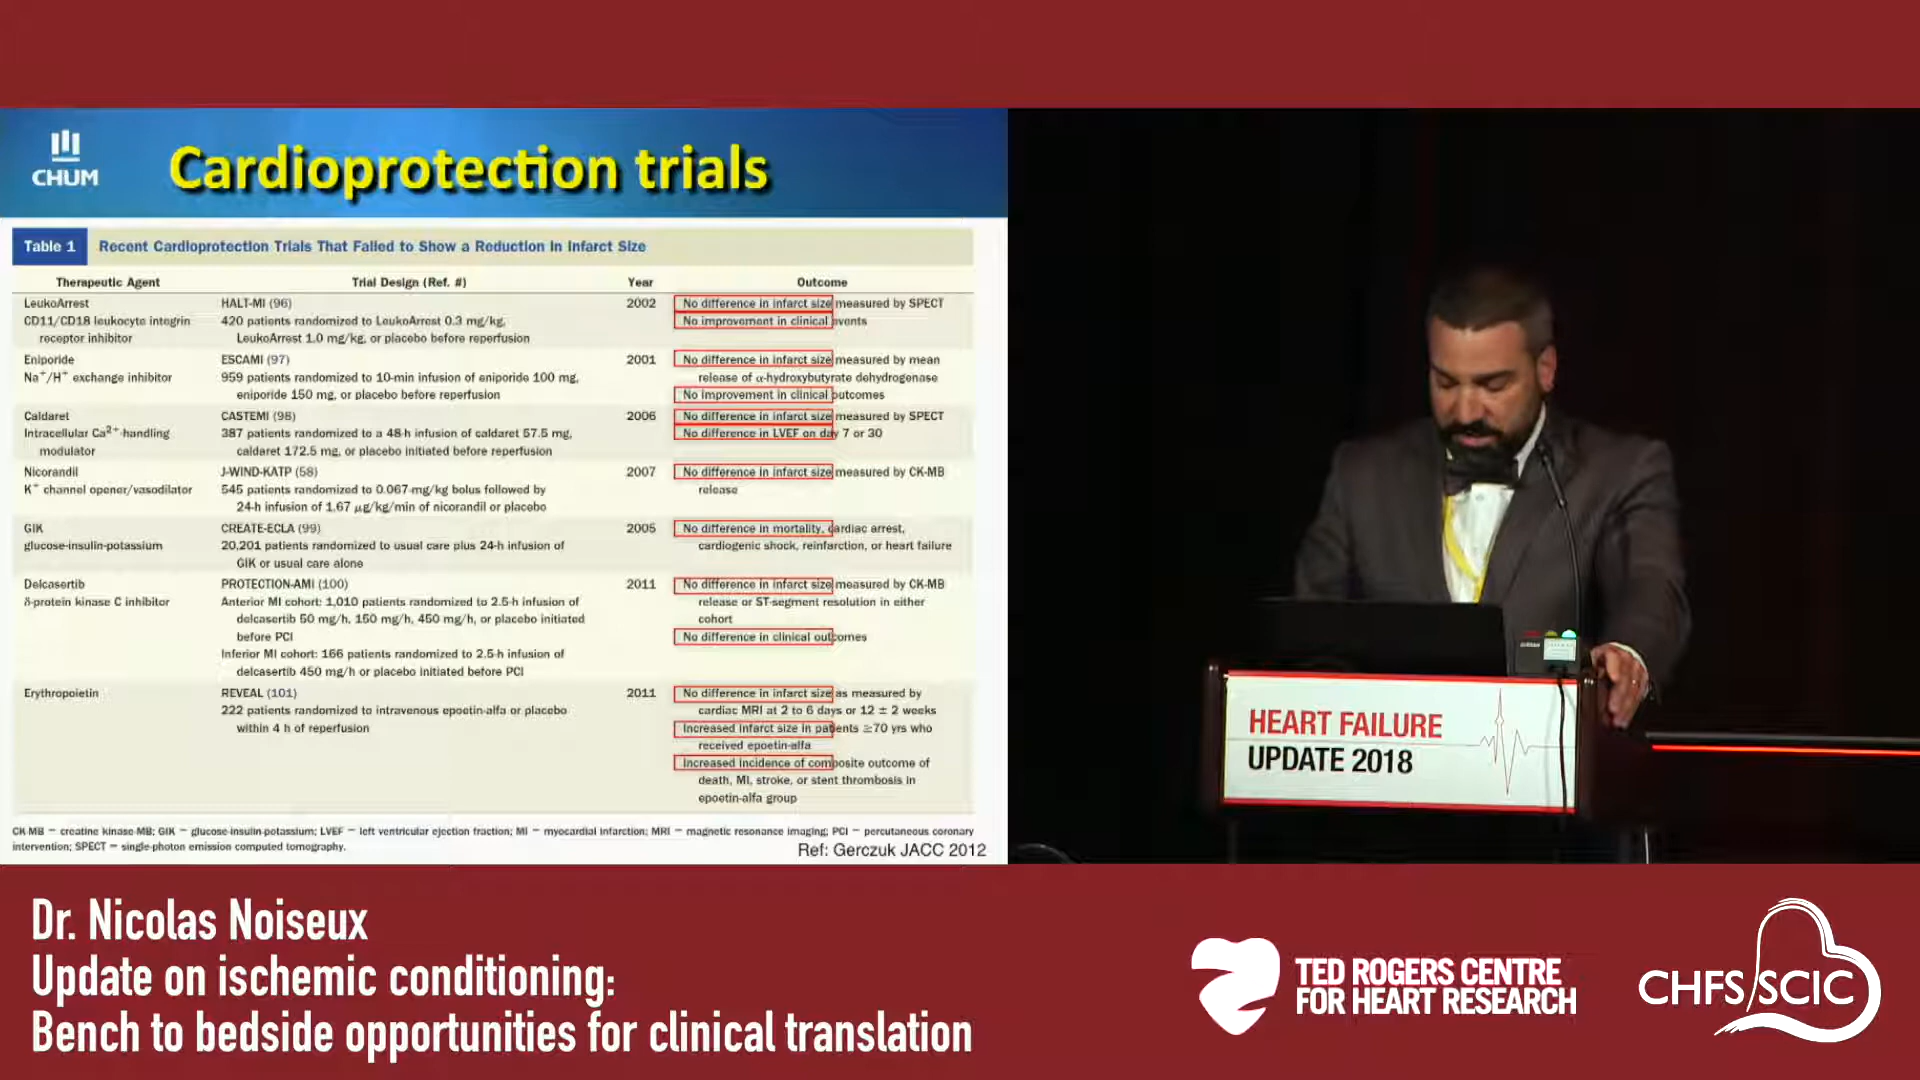 CHUM
Cardioprotection trials
Table 1 Recent Cardioprotection Trials That Failed to Show a Reduction in Infarct Size
Therapeutic Agent Trial Design (Ref. #) Year Outcome
LeukoArrest HALT-MI (96) 2002 No difference in infarct size measured by SPECT
CD11/CD18 leukocyte integrin 420 patients randomized to LeukoArrest 0.3 mg/kg, No improvement in clinical events
receptor inhibitor LeukoArrest 1.0 mg/kg, or placebo before reperfusion
Eniporide ESCAMI (97) 2001 No difference in infarct size measured by mean
Na+/H+ exchange inhibitor 959 patients randomized to 10-min infusion of eniporide 100 mg, release of α-hydroxybutyrate dehydrogenase
eniporide 150 mg, or placebo before reperfusion No improvement in clinical outcomes
Caldaret CASTEMI (98) 2006 No difference in infarct size measured by SPECT
Intracellular Ca2+-handling 387 patients randomized to a 48-h infusion of caldaret 57.5 mg, No difference in LVEF on day 7 or 30
modulator caldaret 172.5 mg, or placebo initiated before reperfusion
Nicorandil J-WIND-KATP (58) 2007 No difference in infarct size measured by CK-MB
K+ channel opener/vasodilator 545 patients randomized to 0.067-mg/kg bolus followed by release
24-h infusion of 1.67 μg/kg/min of nicorandil or placebo
GIK CREATE-ECLA (99) 2005 No difference in mortality, cardiac arrest,
glucose-insulin-potassium 20,201 patients randomized to usual care plus 24-h infusion of cardiogenic shock, reinfarction, or heart failure
GIK or usual care alone
Delcasertib PROTECTION-AMI (100) 2011 No difference in infarct size measured by CK-MB
δ-protein kinase C inhibitor Anterior MI cohort: 1,010 patients randomized to 2.5-h infusion of release or ST-segment resolution in either
delcasertib 50 mg/h, 150 mg/h, 450 mg/h, or placebo initiated cohort
before PCI No difference in clinical outcomes
Inferior MI cohort: 166 patients randomized to 2.5-h infusion of
delcasertib 450 mg/h or placebo initiated before PCI
Erythropoietin REVEAL (101) 2011 No difference in infarct size as measured by
222 patients randomized to intravenous epoetin-alfa or placebo cardiac MRI at 2 to 6 days or 12 ± 2 weeks
within 4 h of reperfusion Increased infarct size in patients ≥70 yrs who
received epoetin-alfa
Increased incidence of composite outcome of
death, MI, stroke, or stent thrombosis in
epoetin-alfa group
CK-MB = creatine kinase-MB; GIK = glucose-insulin-potassium; LVEF = left ventricular ejection fraction; MI = myocardial infarction; MRI = magnetic resonance imaging; PCI = percutaneous coronary
intervention; SPECT = single-photon emission computed tomography.
Ref: Gerczuk JACC 2012
HEART FAILURE
UPDATE 2018
Dr. Nicolas Noiseux
Update on ischemic conditioning:
Bench to bedside opportunities for clinical translation
TED ROGERS CENTRE
FOR HEART RESEARCH
CHFS/SCIC